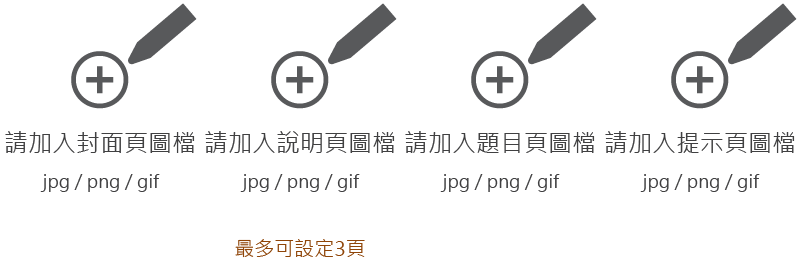 請加入封面頁圖檔
jpg / png / gif
請加入說明頁圖檔
jpg / png / gif
最多可設定3頁
請加入題目頁圖檔
jpg / png / gif
請加入提示頁圖檔
jpg / png / gif